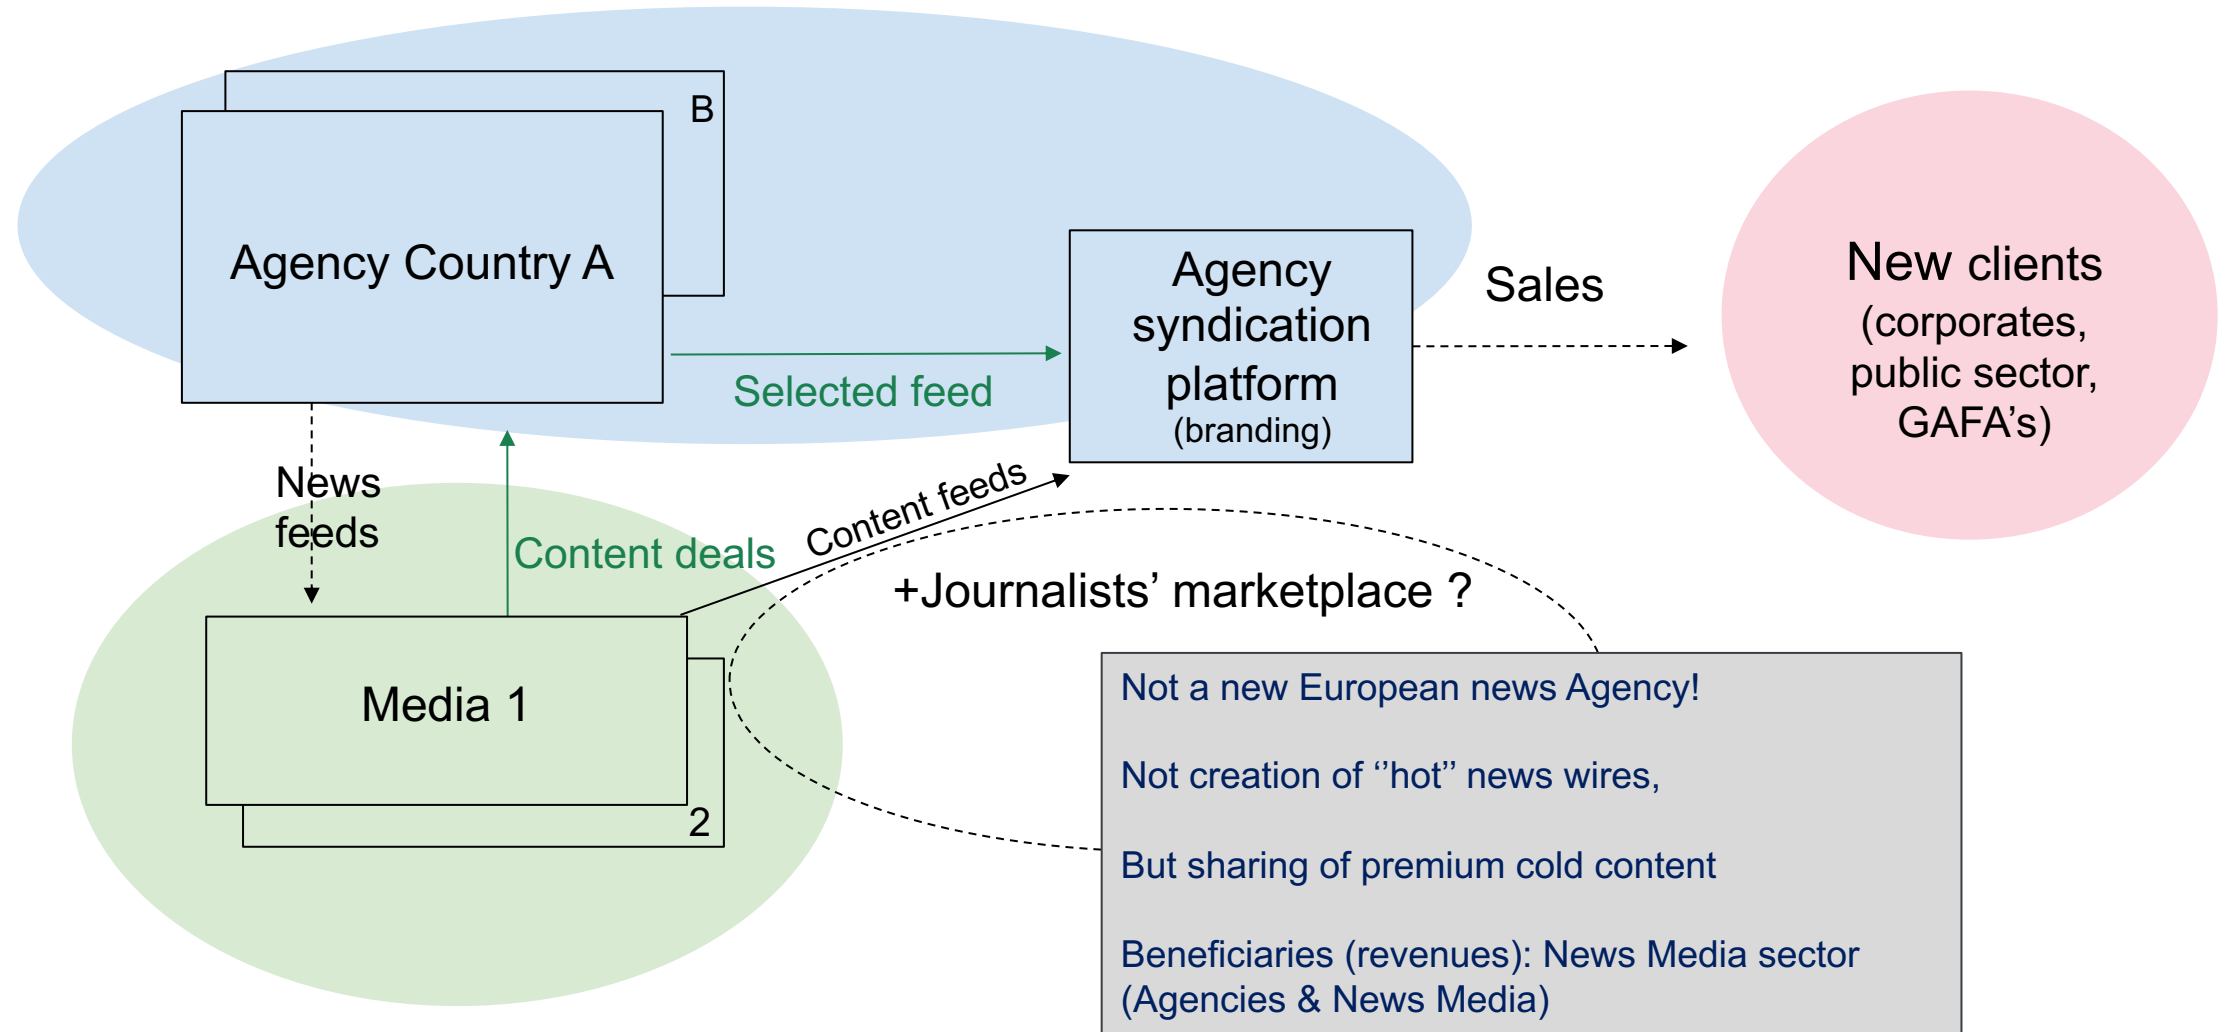 B
Agency Country A
Agency
syndication
platform
(branding)
Selected feed
Sales
New clients
(corporates,
public sector,
GAFA’s)
News
feeds
Content deals
Content feeds
+Journalists’ marketplace ?
Media 1
2
Not a new European news Agency!
Not creation of ‘’hot’’ news wires,
But sharing of premium cold content
Beneficiaries (revenues): News Media sector
(Agencies & News Media)